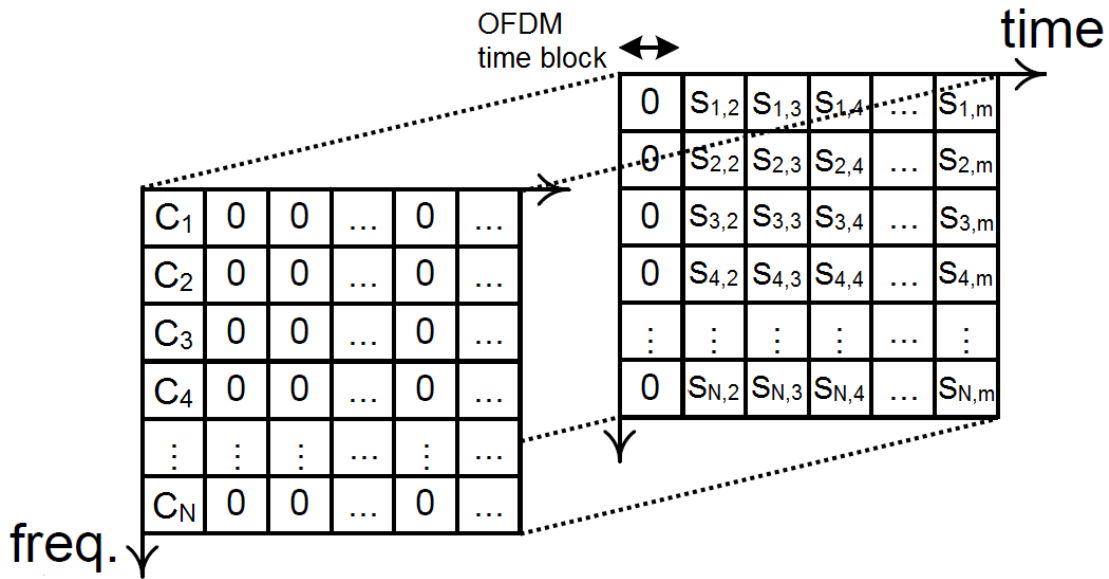 OFDM
time block
time
0 S1,2 S1,3 S1,4 ... S1,m
0 S2,2 S2,3 S2,4 ... S2,m
0 S3,2 S3,3 S3,4 ... S3,m
0 S4,2 S4,3 S4,4 ... S4,m
⋮ ⋮ ⋮ ⋮ ... ⋮
0 SN,2 SN,3 SN,4 ... SN,m
C1 0 0 ... 0 ...
C2 0 0 ... 0 ...
C3 0 0 ... 0 ...
C4 0 0 ... 0 ...
⋮ ⋮ ⋮ ... ⋮ ...
CN 0 0 ... 0 ...
freq.